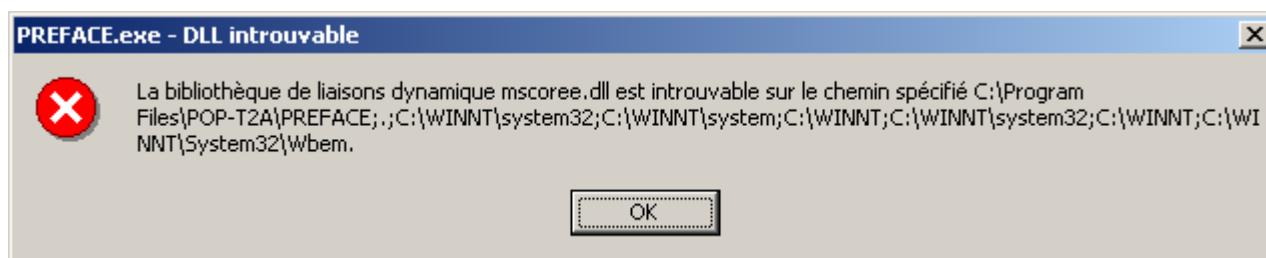 PREFACE.exe - DLL introuvable
La bibliothèque de liaisons dynamique mscoree.dll est introuvable sur le chemin spécifié C:\Program
Files\POP-T2A\PREFACE;.;C:\WINNT\system32;C:\WINNT\system;C:\WINNT;C:\WINNT\system32;C:\WINNT;C:\WI
NNT\System32\Wbem.
OK